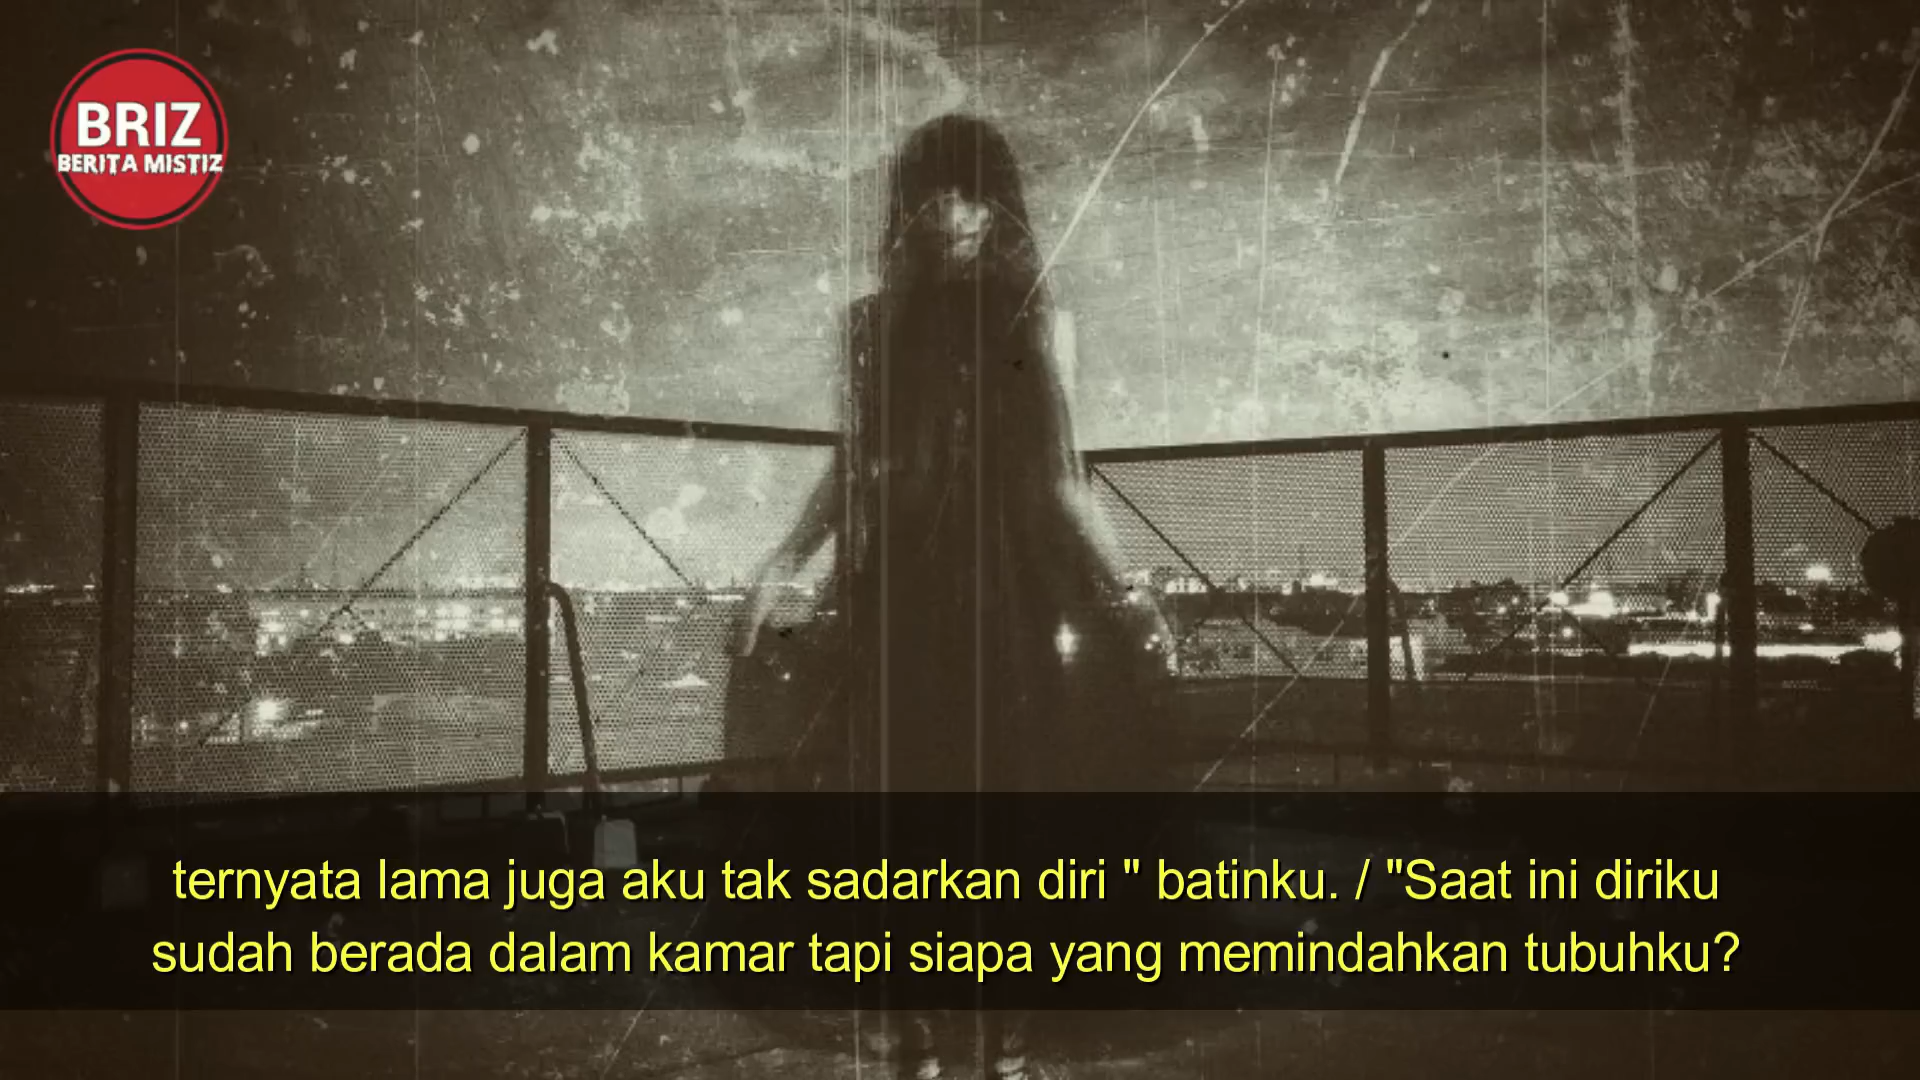 BRIZ
BERITA MISTIZ
ternyata lama juga aku tak sadarkan diri " batinku. / "Saat ini diriku
sudah berada dalam kamar tapi siapa yang memindahkan tubuhku?